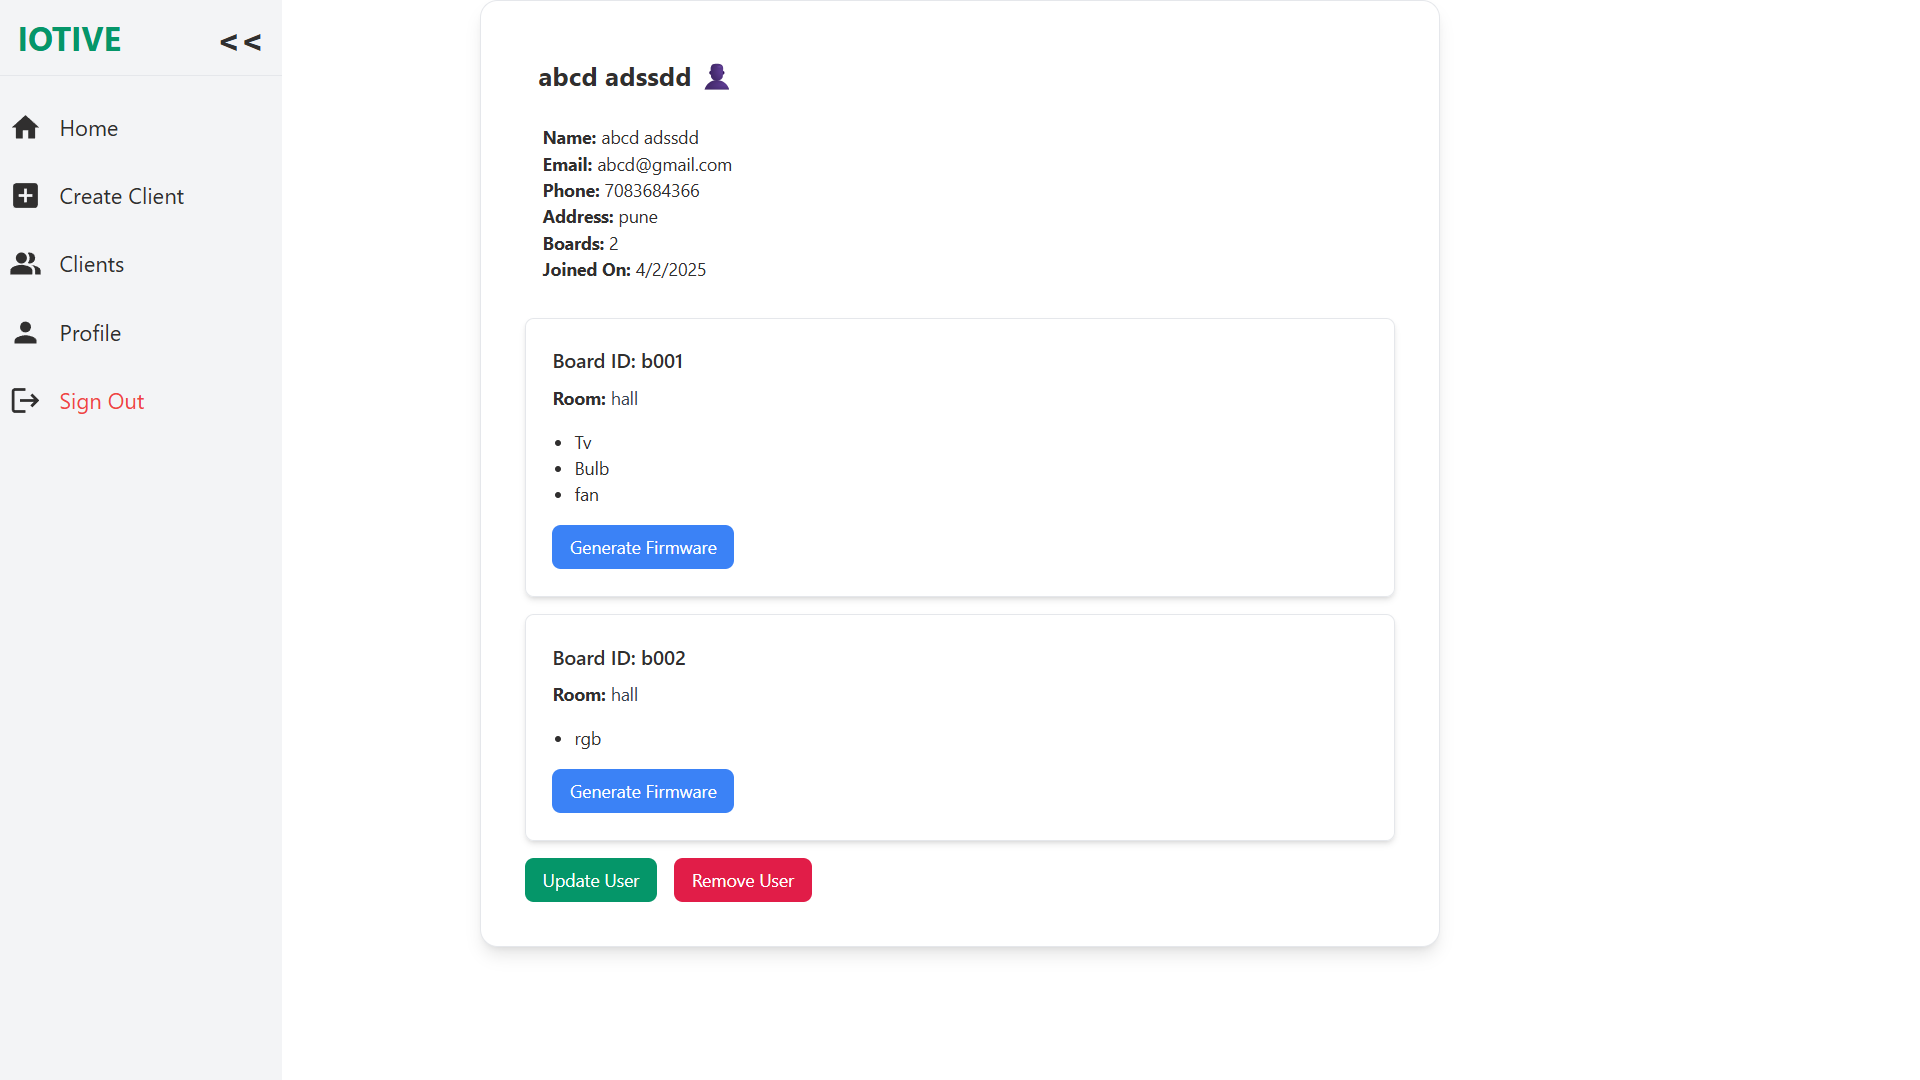 IOTIVE <<
Home
Create Client
Clients
Profile
Sign Out
abcd adssdd
Name: abcd adssdd
Email: abcd@gmail.com
Phone: 7083684366
Address: pune
Boards: 2
Joined On: 4/2/2025
Board ID: b001
Room: hall
• Tv
• Bulb
• fan
Generate Firmware
Board ID: b002
Room: hall
• rgb
Generate Firmware
Update User Remove User